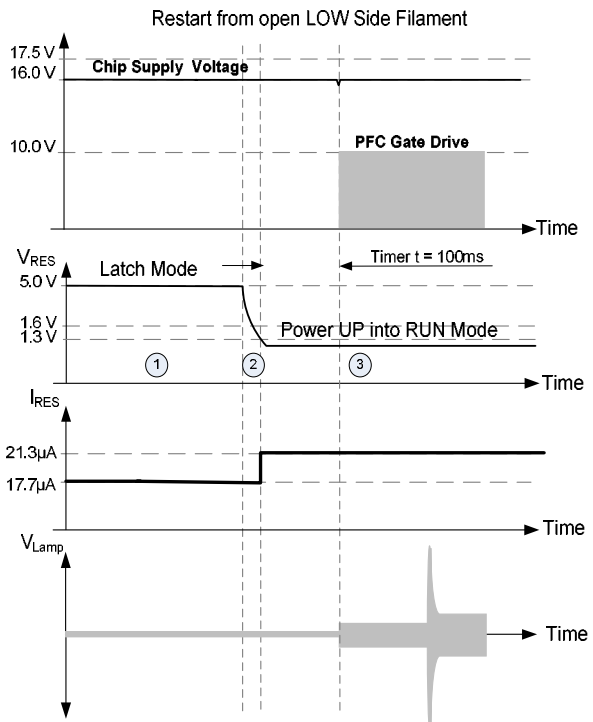 Restart from open LOW Side Filament
17.5 V
16.0 V
Chip Supply Voltage
10.0 V
PFC Gate Drive
Time
VRES
Timer t = 100ms
Latch Mode
5.0 V
1.6 V
Power UP into RUN Mode
1.3 V
1
2
3
Time
IRES
21.3µA
17.7µA
Time
VLamp
Time